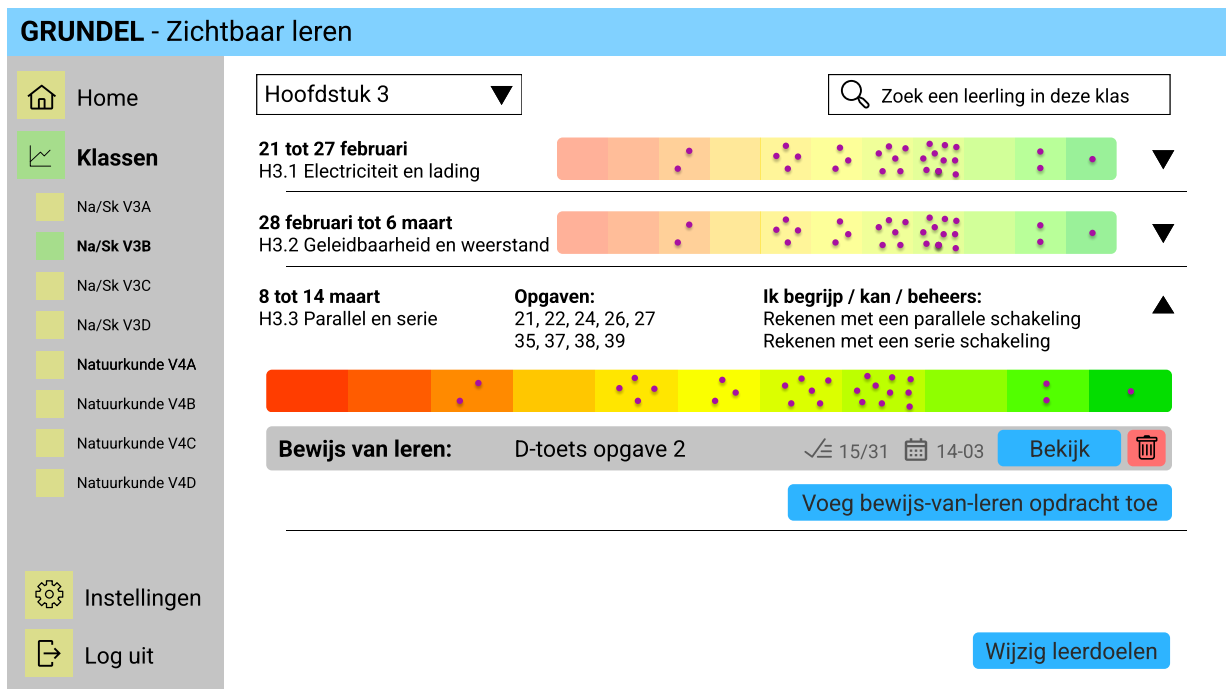 GRUNDEL - Zichtbaar leren
Home
Klassen
Na/Sk V3A
Na/Sk V3B
Na/Sk V3C
Na/Sk V3D
Natuurkunde V4A
Natuurkunde V4B
Natuurkunde V4C
Natuurkunde V4D
Instellingen
Log uit
Hoofdstuk 3
Zoek een leerling in deze klas
21 tot 27 februari
H3.1 Electriciteit en lading
28 februari tot 6 maart
H3.2 Geleidbaarheid en weerstand
8 tot 14 maart
H3.3 Parallel en serie
Opgaven:
21, 22, 24, 26, 27
35, 37, 38, 39
Ik begrijp / kan / beheers:
Rekenen met een parallele schakeling
Rekenen met een serie schakeling
Bewijs van leren: D-toets opgave 2 15/31 14-03 Bekijk
Voeg bewijs-van-leren opdracht toe
Wijzig leerdoelen